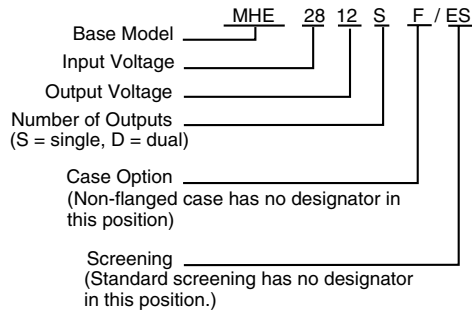 MHE 28 12 S F / ES
Base Model
Input Voltage
Output Voltage
Number of Outputs
(S = single, D = dual)
Case Option
(Non-flanged case has no designator in
this position)
Screening
(Standard screening has no designator
in this position.)